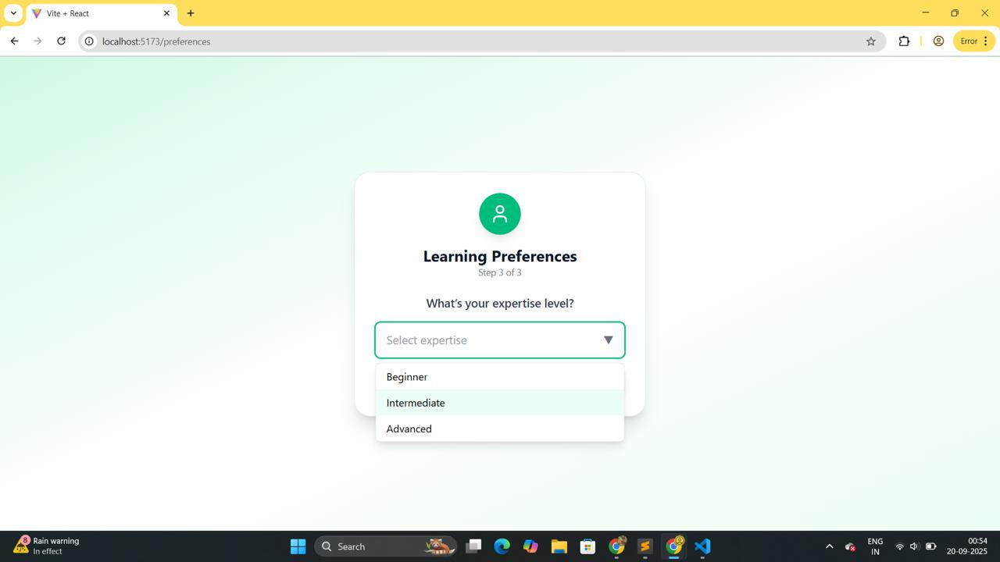 Vite + React
localhost:5173/preferences
Error
Learning Preferences
Step 3 of 3
What's your expertise level?
Select expertise
Beginner
Intermediate
Advanced
8
Rain warning
In effect
Search
ENG
IN
00:54
20-09-2025